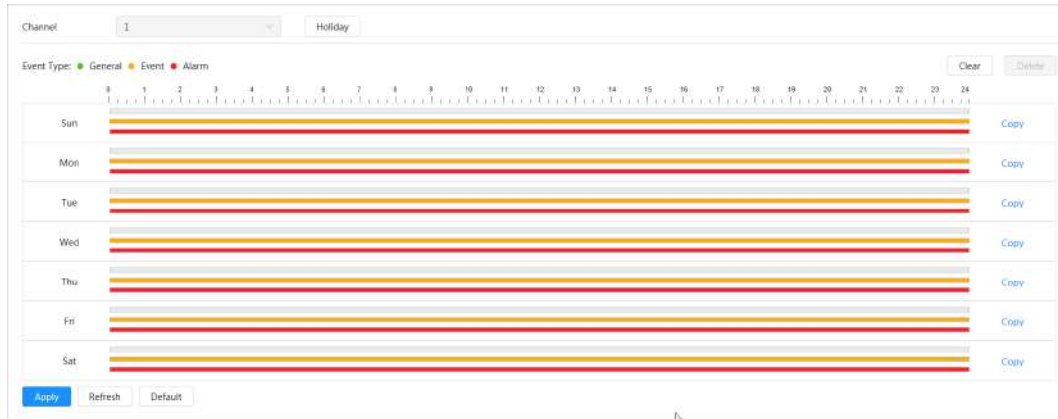 Channel 1 Holiday
Event Type: General Event Alarm Clear Delete
0 1 2 3 4 5 6 7 8 9 10 11 12 13 14 15 16 17 18 19 20 21 22 23 24
Sun Copy
Mon Copy
Tue Copy
Wed Copy
Thu Copy
Fri Copy
Sat Copy
Apply Refresh Default